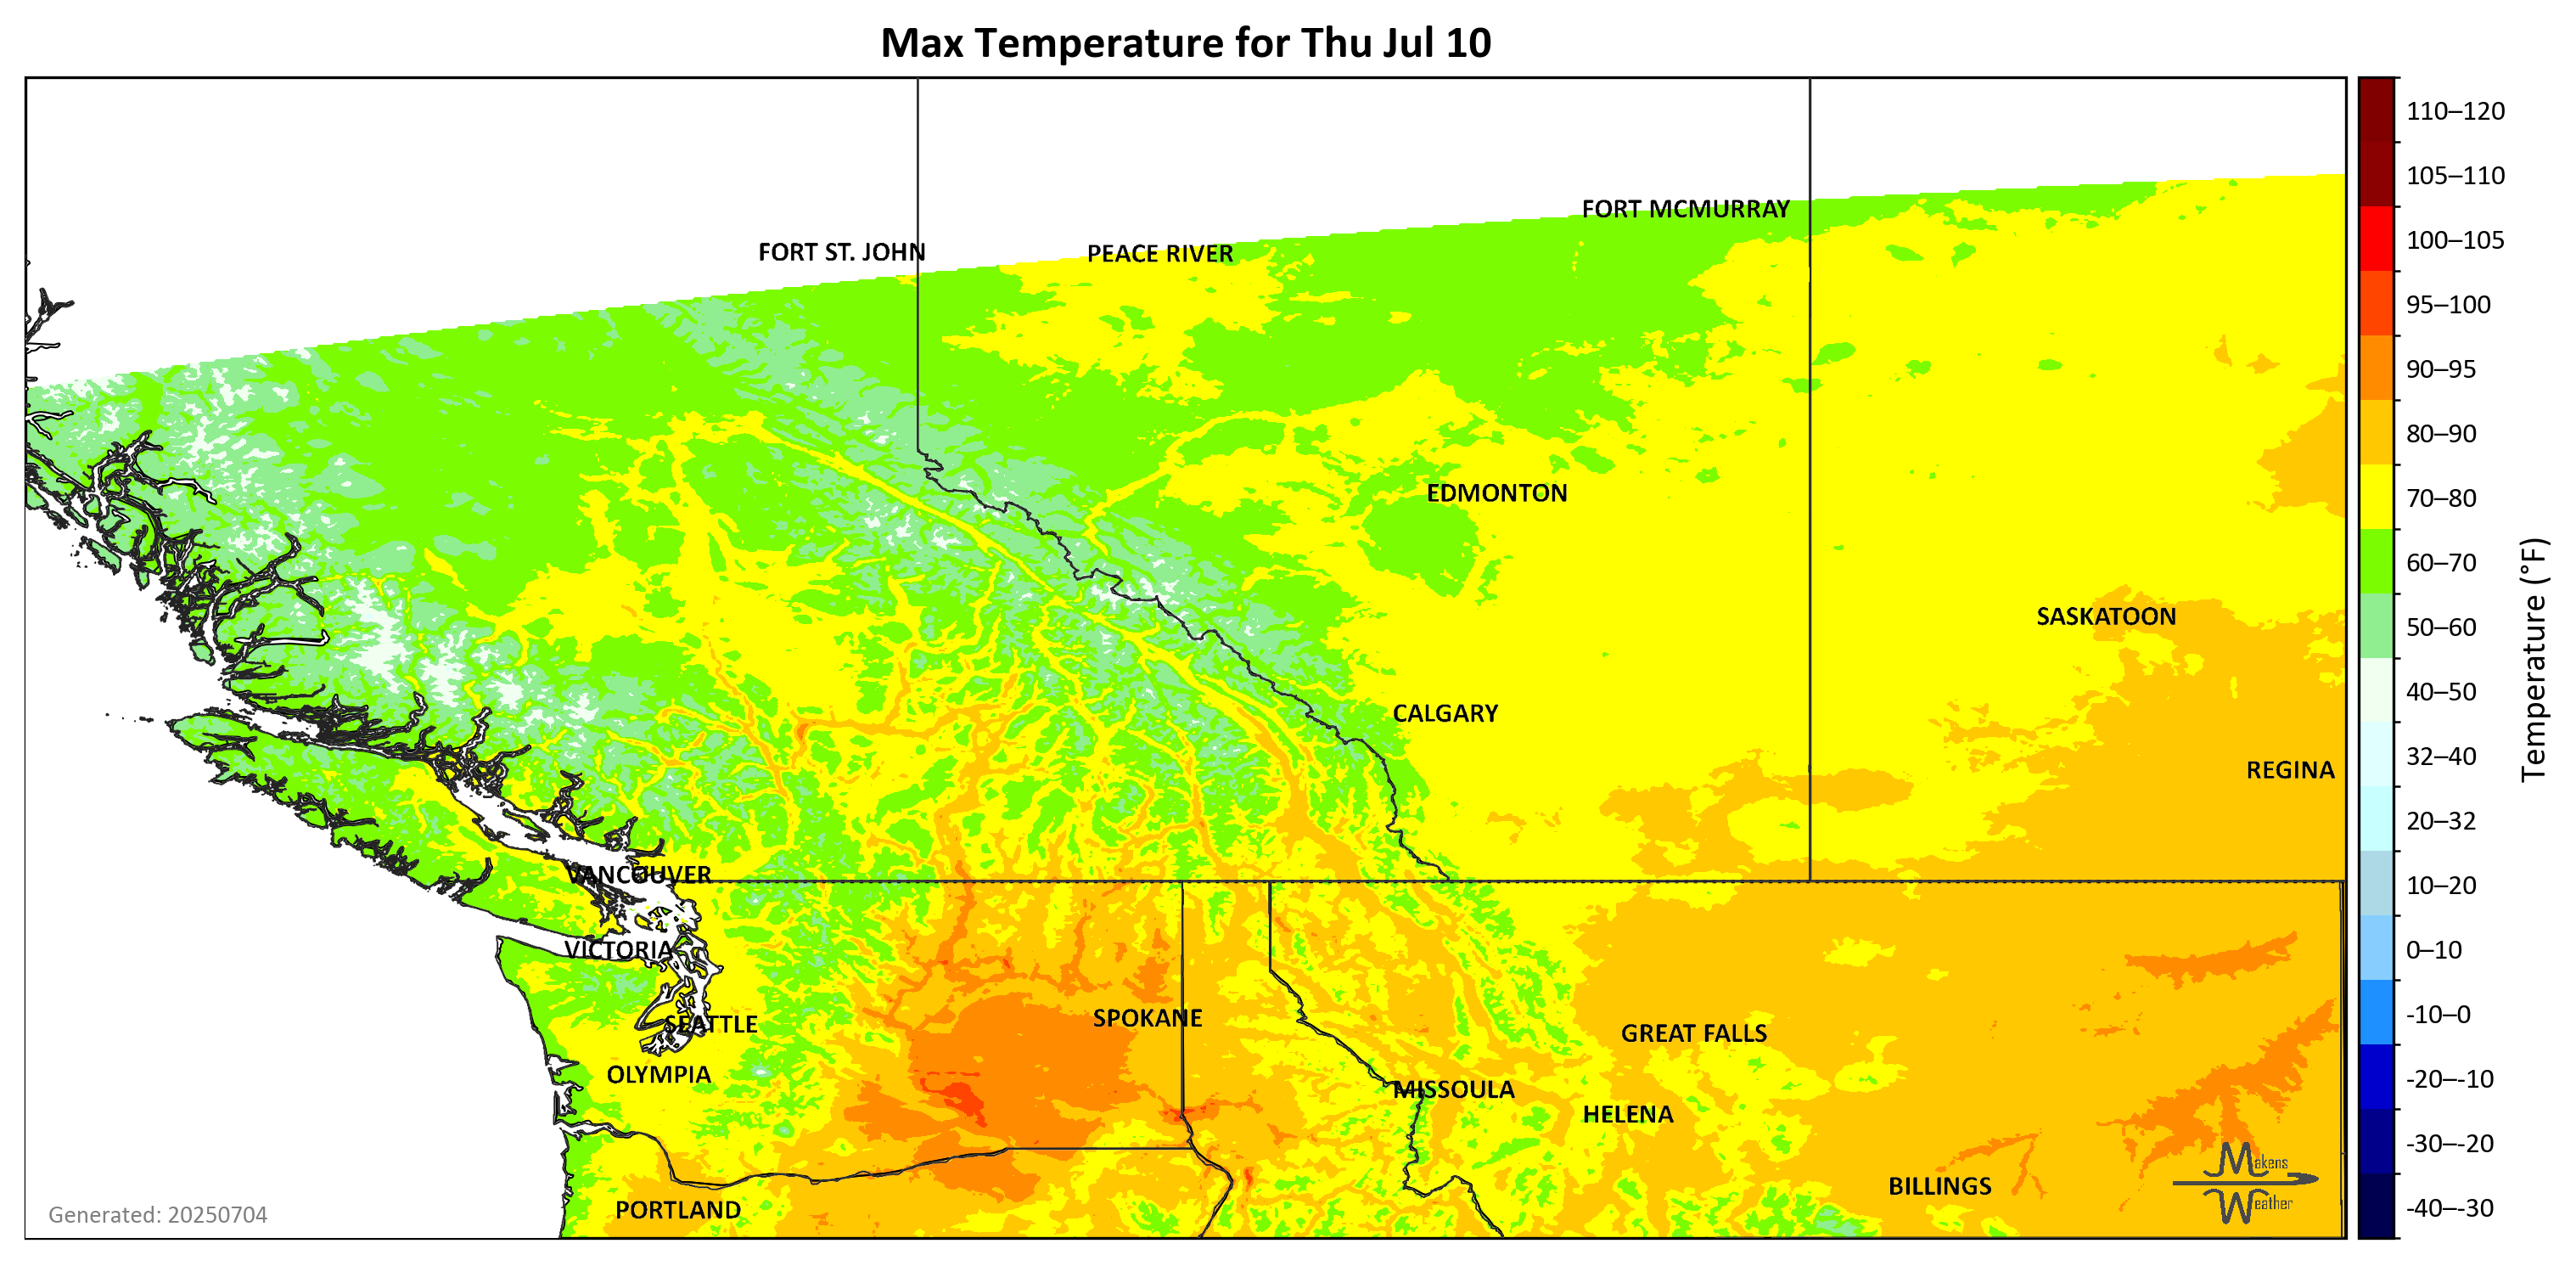 Max Temperature for Thu Jul 10
FORT MCMURRAY
FORT ST. JOHN
PEACE RIVER
EDMONTON
SASKATOON
CALGARY
REGINA
VANCOUVER
VICTORIA
SEATTLE
SPOKANE
GREAT FALLS
OLYMPIA
MISSOULA
HELENA
BILLINGS
PORTLAND
Generated: 20250704
Makens
Weather
110–120
105–110
100–105
95–100
90–95
80–90
70–80
60–70
50–60
40–50
32–40
20–32
10–20
0–10
-10–0
-20–-10
-30–-20
-40–-30
Temperature (°F)